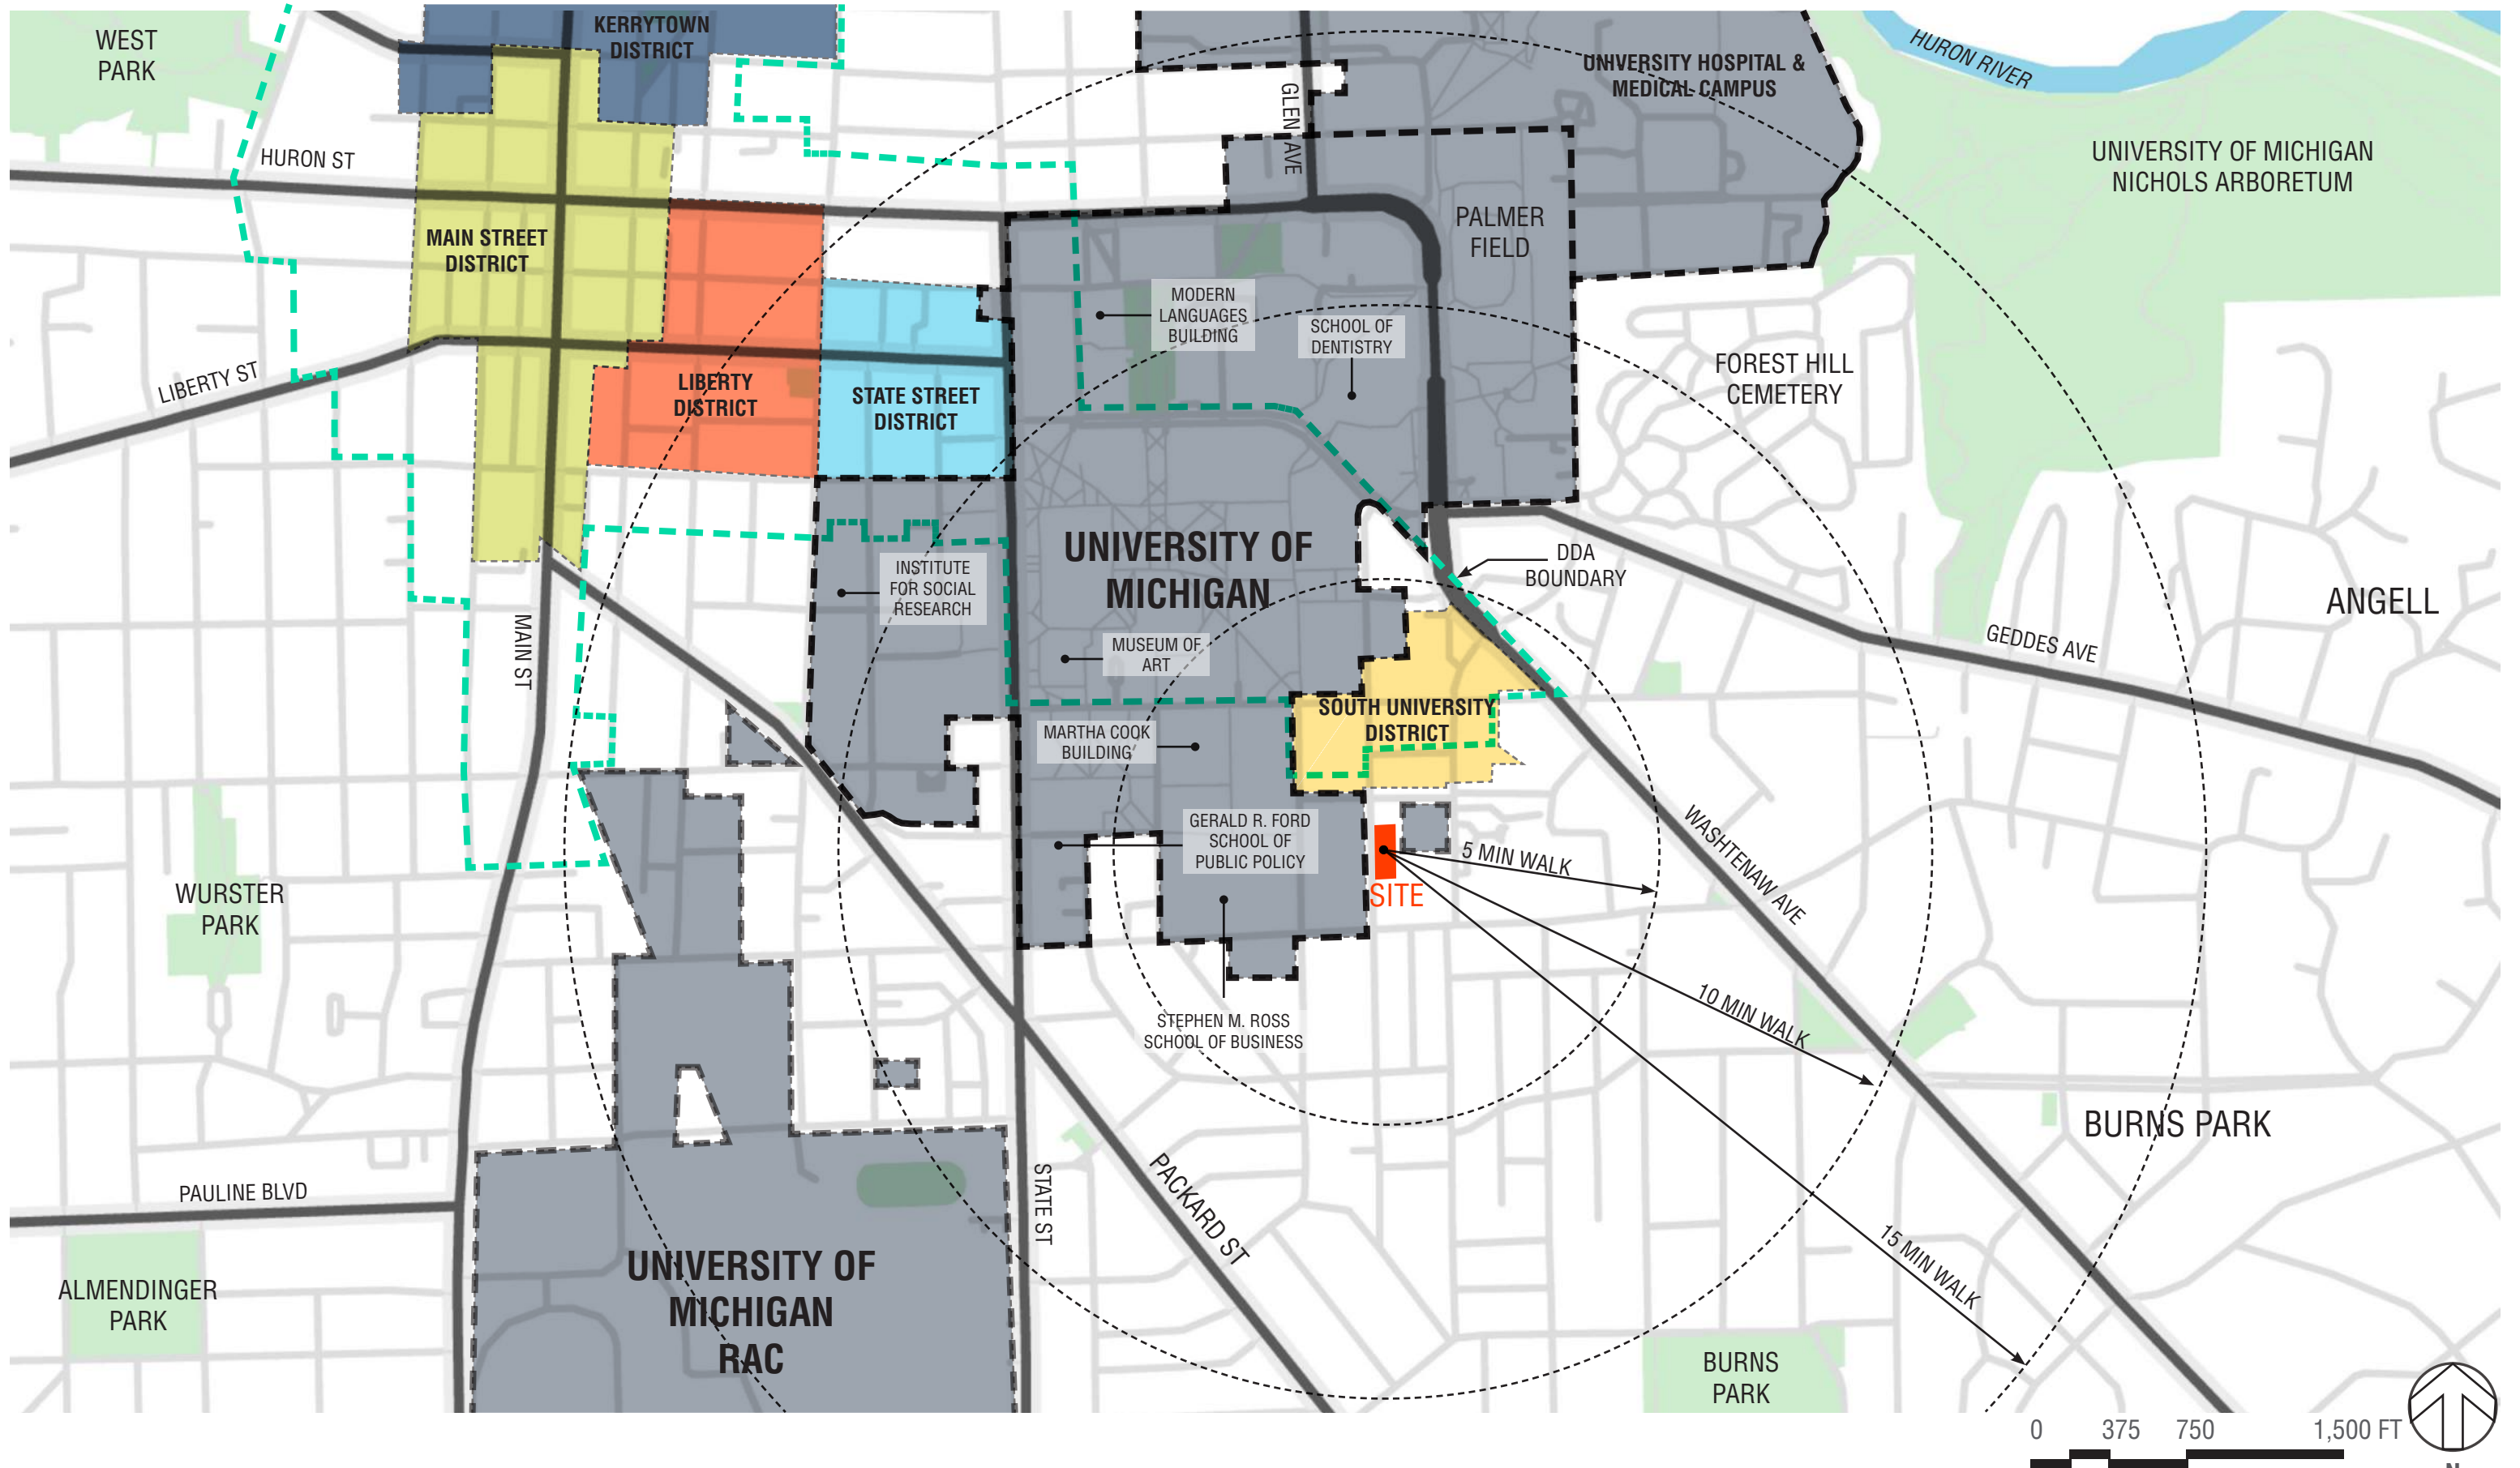 WEST
PARK
KERRYTOWN
DISTRICT
UNIVERSITY HOSPITAL &
MEDICAL CAMPUS
HURON RIVER
GLEN AVE
HURON ST
UNIVERSITY OF MICHIGAN
NICHOLS ARBORETUM
PALMER
FIELD
MAIN STREET
DISTRICT
MODERN
LANGUAGES
BUILDING
SCHOOL OF
DENTISTRY
FOREST HILL
CEMETERY
LIBERTY ST
LIBERTY
DISTRICT
STATE STREET
DISTRICT
UNIVERSITY OF
MICHIGAN
DDA
BOUNDARY
INSTITUTE
FOR SOCIAL
RESEARCH
ANGELL
MAIN ST
MUSEUM OF
ART
GEDDES AVE
SOUTH UNIVERSITY
DISTRICT
MARTHA COOK
BUILDING
GERALD R. FORD
SCHOOL OF
PUBLIC POLICY
WASHTENAW AVE
5 MIN WALK
SITE
WURSTER
PARK
10 MIN WALK
STEPHEN M. ROSS
SCHOOL OF BUSINESS
BURNS PARK
PAULINE BLVD
STATE ST
PACKARD ST
15 MIN WALK
UNIVERSITY OF
MICHIGAN
RAC
ALMENDINGER
PARK
BURNS
PARK
0 375 750 1,500 FT
N